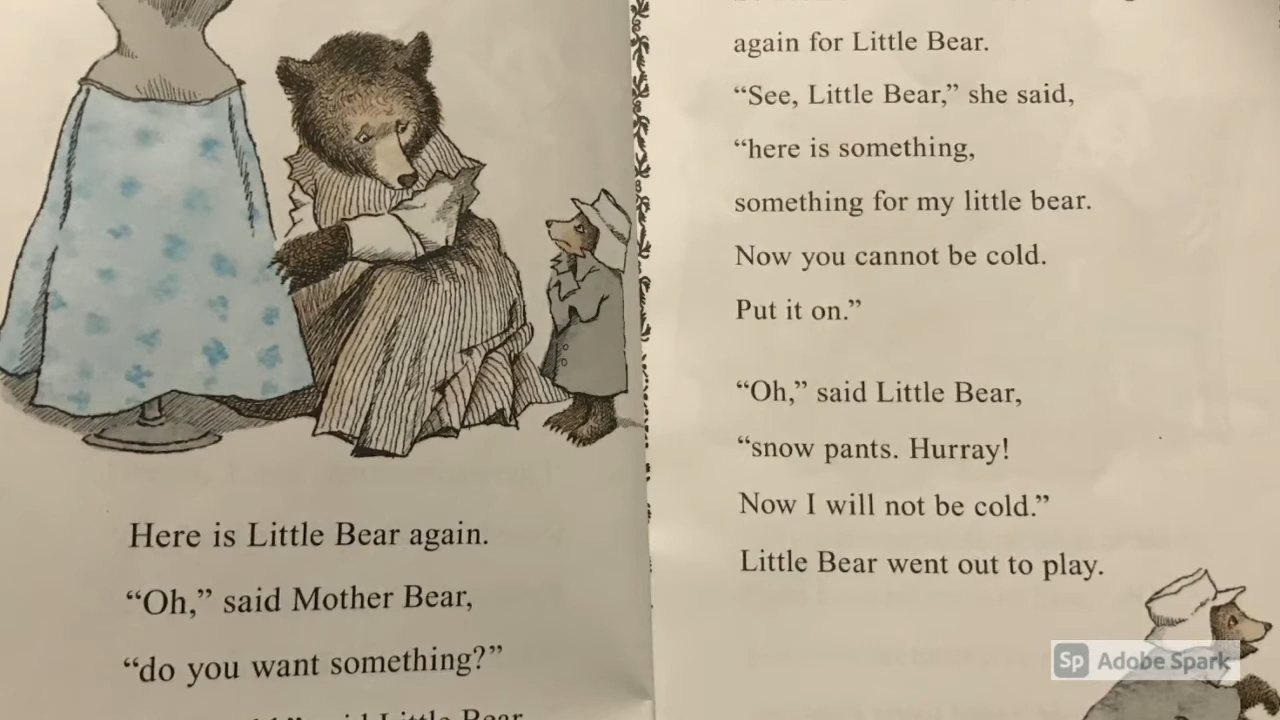 Here is Little Bear again.
“Oh,” said Mother Bear,
“do you want something?”
Little Bear
again for Little Bear.
“See, Little Bear,” she said,
“here is something,
something for my little bear.
Now you cannot be cold.
Put it on.”
“Oh,” said Little Bear,
“snow pants. Hurray!
Now I will not be cold.”
Little Bear went out to play.
Sp Adobe Spark